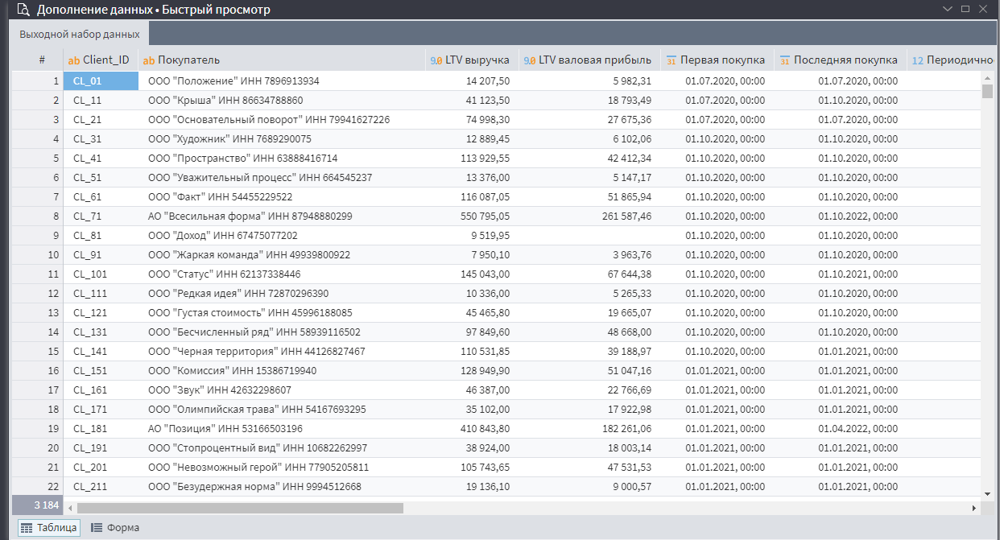 Дополнение данных • Быстрый просмотр
Выходной набор данных
# ab Client_ID ab Покупатель 9.0 LTV выручка 9.0 LTV валовая прибыль 31 Первая покупка 31 Последняя покупка 12 Периодично
1 CL_01 ООО "Положение" ИНН 7896913934 14 207,50 5 982,31 01.07.2020, 00:00 01.07.2020, 00:00
2 CL_11 ООО "Крыша" ИНН 86634788860 41 123,50 18 793,49 01.07.2020, 00:00 01.10.2020, 00:00
3 CL_21 ООО "Основательный поворот" ИНН 79941627226 74 998,30 27 675,36 01.07.2020, 00:00 01.07.2020, 00:00
4 CL_31 ООО "Художник" ИНН 7689290075 12 889,45 6 102,06 01.10.2020, 00:00 01.10.2020, 00:00
5 CL_41 ООО "Пространство" ИНН 63888416714 113 929,55 42 412,34 01.10.2020, 00:00 01.10.2020, 00:00
6 CL_51 ООО "Уважительный процесс" ИНН 664545237 13 376,00 5 147,17 01.10.2020, 00:00 01.10.2020, 00:00
7 CL_61 ООО "Факт" ИНН 54455229522 116 087,05 51 865,94 01.10.2020, 00:00 01.10.2020, 00:00
8 CL_71 АО "Всесильная форма" ИНН 87948880299 550 795,05 261 587,46 01.10.2020, 00:00 01.10.2022, 00:00
9 CL_81 ООО "Доход" ИНН 67475077202 9 519,95 01.10.2020, 00:00 01.10.2020, 00:00
10 CL_91 ООО "Жаркая команда" ИНН 49939800922 7 950,10 3 963,76 01.10.2020, 00:00 01.10.2020, 00:00
11 CL_101 ООО "Статус" ИНН 62137338446 145 043,00 67 644,38 01.10.2020, 00:00 01.10.2021, 00:00
12 CL_111 ООО "Редкая идея" ИНН 72870296390 10 336,00 5 265,33 01.10.2020, 00:00 01.10.2020, 00:00
13 CL_121 ООО "Густая стоимость" ИНН 45996188085 45 465,80 19 665,07 01.10.2020, 00:00 01.10.2020, 00:00
14 CL_131 ООО "Бесчисленный ряд" ИНН 58939116502 97 849,60 48 668,00 01.10.2020, 00:00 01.10.2020, 00:00
15 CL_141 ООО "Черная территория" ИНН 44126827467 110 531,85 39 188,97 01.10.2020, 00:00 01.01.2021, 00:00
16 CL_151 ООО "Комиссия" ИНН 15386719940 128 949,90 51 047,16 01.01.2021, 00:00 01.01.2021, 00:00
17 CL_161 ООО "Звук" ИНН 42632298607 46 387,00 22 766,69 01.01.2021, 00:00 01.01.2021, 00:00
18 CL_171 ООО "Олимпийская трава" ИНН 54167693295 35 102,00 17 922,98 01.01.2021, 00:00 01.01.2021, 00:00
19 CL_181 АО "Позиция" ИНН 53166503196 410 843,80 182 261,06 01.01.2021, 00:00 01.04.2022, 00:00
20 CL_191 ООО "Стопроцентный вид" ИНН 10682262997 38 924,00 18 003,14 01.01.2021, 00:00 01.01.2021, 00:00
21 CL_201 ООО "Невозможный герой" ИНН 77905205811 105 743,65 47 531,53 01.01.2021, 00:00 01.01.2021, 00:00
22 CL_211 ООО "Безудержная норма" ИНН 9994512668 19 136,10 9 000,57 01.01.2021, 00:00 01.01.2021, 00:00
3 184
Таблица Форма